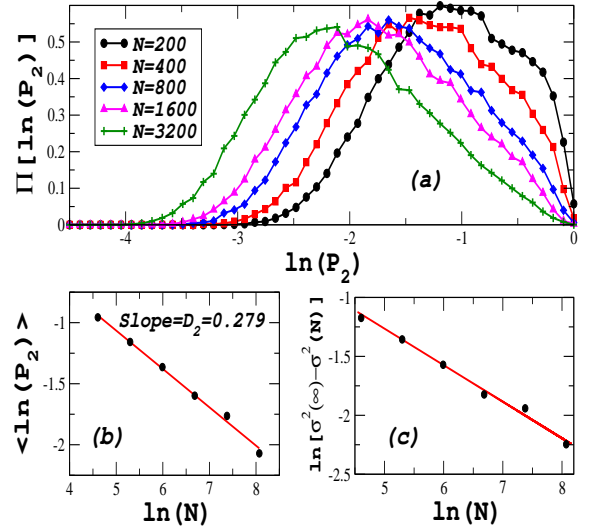 Π[ln(P2)]
0.5
0.4
0.3
0.2
0.1
0
N=200
N=400
N=800
N=1600
N=3200
(a)
-4 -3 -2 -1 0
ln(P2)
<ln(P2)>
-1
-1.5
-2
Slope=D2=0.279
(b)
4 5 6 7 8
ln(N)
ln[σ2(∞)-σ2(N)]
-1
-1.5
-2
-2.5
(c)
5 6 7 8
ln(N)